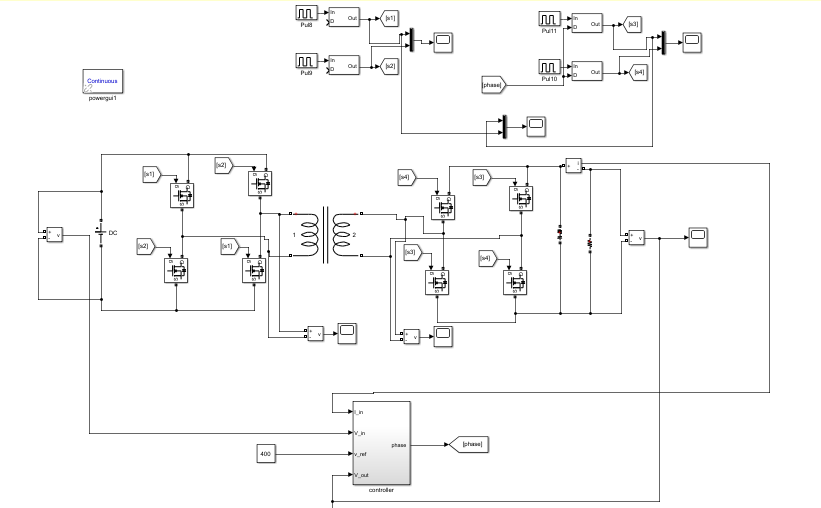 In
D
Out
Pul8
[s1]
In
D
Out
Pul9
[s2]
In
D
Out
Pul11
[s3]
In
D
Out
Pul10
[s4]
[phase]
Continuous
powergui1
[s1]
[s2]
[s2]
[s1]
DC
+
-
v
1
2
[s4]
[s3]
[s3]
[s4]
+
-
i
+
-
v
+
-
v
+
-
v
I_in
V_in
v_ref
V_out
phase
controller
400
[phase]